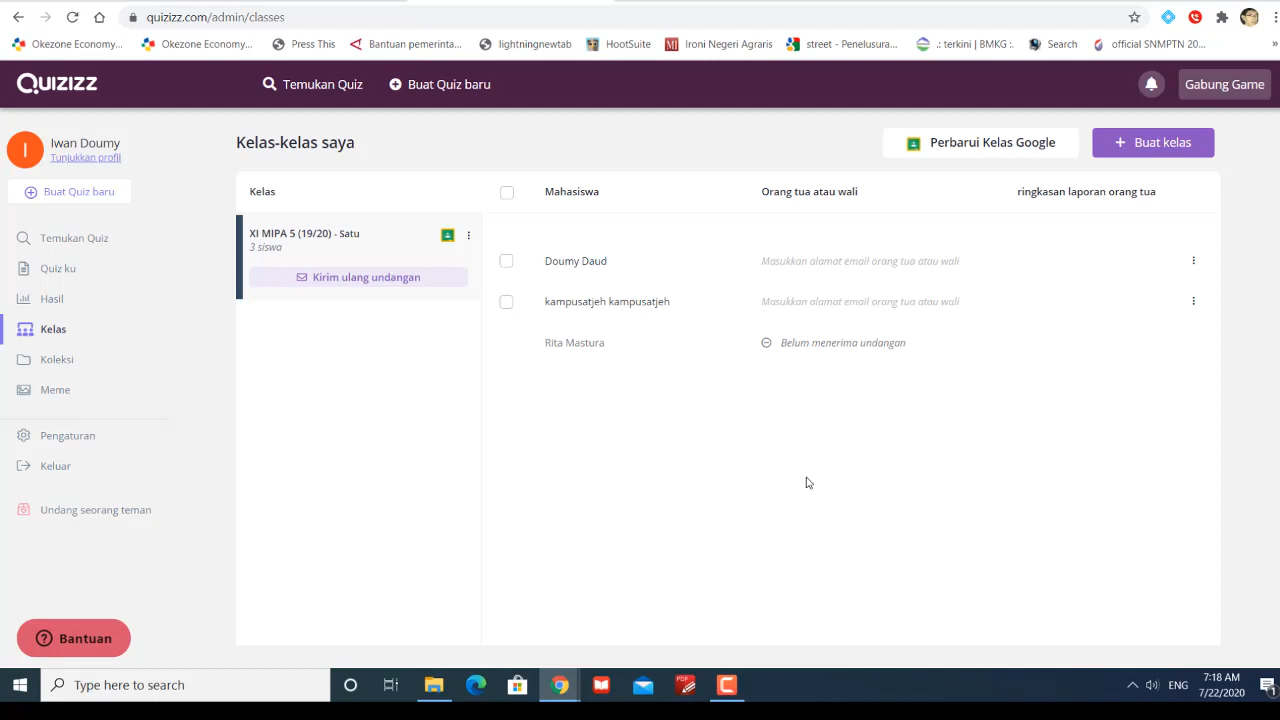 quizizz.com/admin/classes
Okezone Economy...
Okezone Economy...
Press This
Bantuan pemerinta...
lightningnewtab
HootSuite
MI Ironi Negeri Agraris
street - Penelusura...
.: terkini | BMKG :.
Search
official SNMPTN 20...
»
QUIZIZZ
Temukan Quiz
Buat Quiz baru
Gabung Game
I
Iwan Doumy
Tunjukkan profil
Buat Quiz baru
Temukan Quiz
Quiz ku
Hasil
Kelas
Koleksi
Meme
Pengaturan
Keluar
Undang seorang teman
Bantuan
Kelas-kelas saya
Perbarui Kelas Google
+ Buat kelas
Kelas
Mahasiswa
Orang tua atau wali
ringkasan laporan orang tua
XI MIPA 5 (19/20) - Satu
3 siswa
Kirim ulang undangan
Doumy Daud
Masukkan alamat email orang tua atau wali
kampusatjeh kampusatjeh
Masukkan alamat email orang tua atau wali
Rita Mastura
Belum menerima undangan
Type here to search
PDF
ENG
7:18 AM
7/22/2020
1